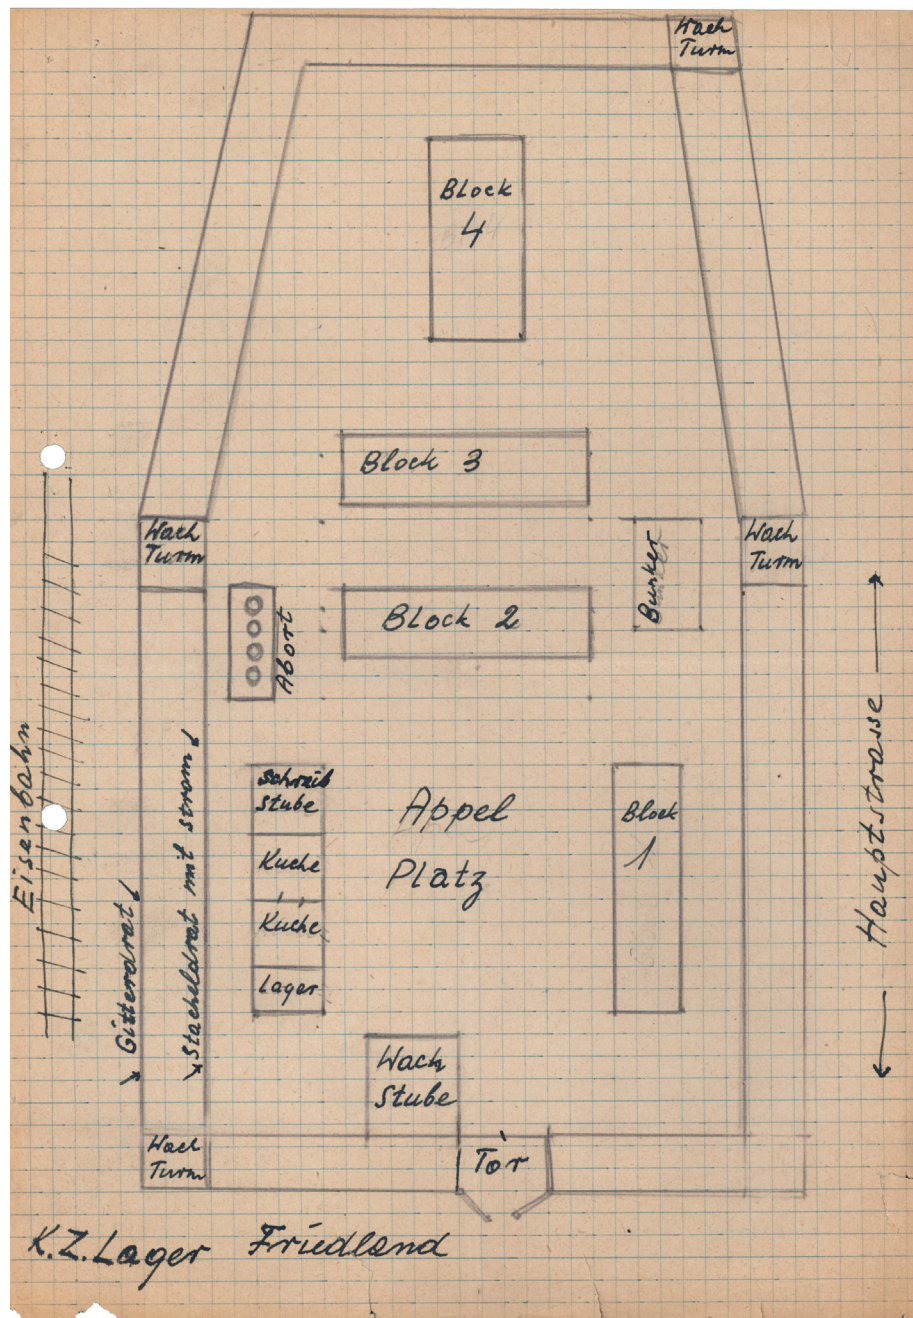 Wach
Turm
Block
4
Block 3
Wach
Turm
Wach
Turm
Bunker
Block 2
Abort
Eisenbahn
Hauptstrasse
Schreib
stube
Appel
Platz
Block
1
Kuche
Kuche
Lager
Gitterdrat
Stacheldrat mit strom
Wach
Stube
Wach
Turm
Tor
K.Z. Lager Friedland